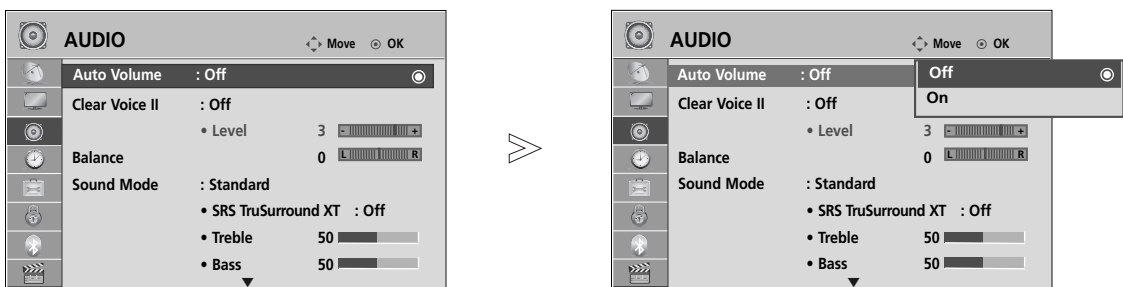 AUDIO Move OK
Auto Volume : Off
Clear Voice II : Off
• Level 3 - +
Balance 0 L R
Sound Mode : Standard
• SRS TruSurround XT : Off
• Treble 50
• Bass 50
AUDIO Move OK
Auto Volume : Off
Off
On
Clear Voice II : Off
• Level 3 - +
Balance 0 L R
Sound Mode : Standard
• SRS TruSurround XT : Off
• Treble 50
• Bass 50